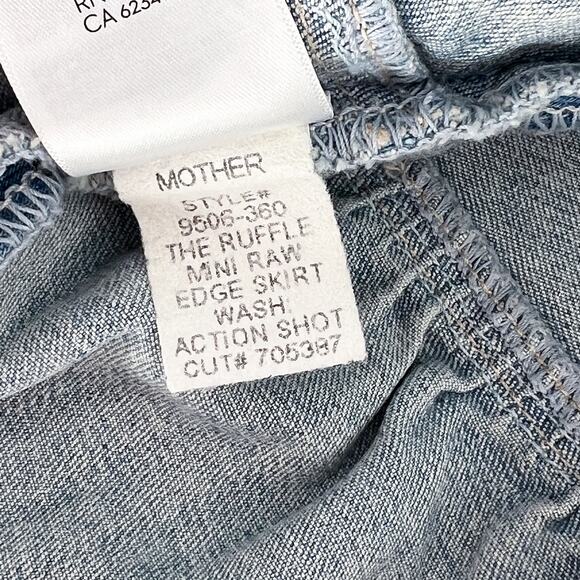 CA 6234
MOTHER
STYLE#
9506-360
THE RUFFLE
MINI RAW
EDGE SKIRT
WASH:
ACTION SHOT
CUT# 705387